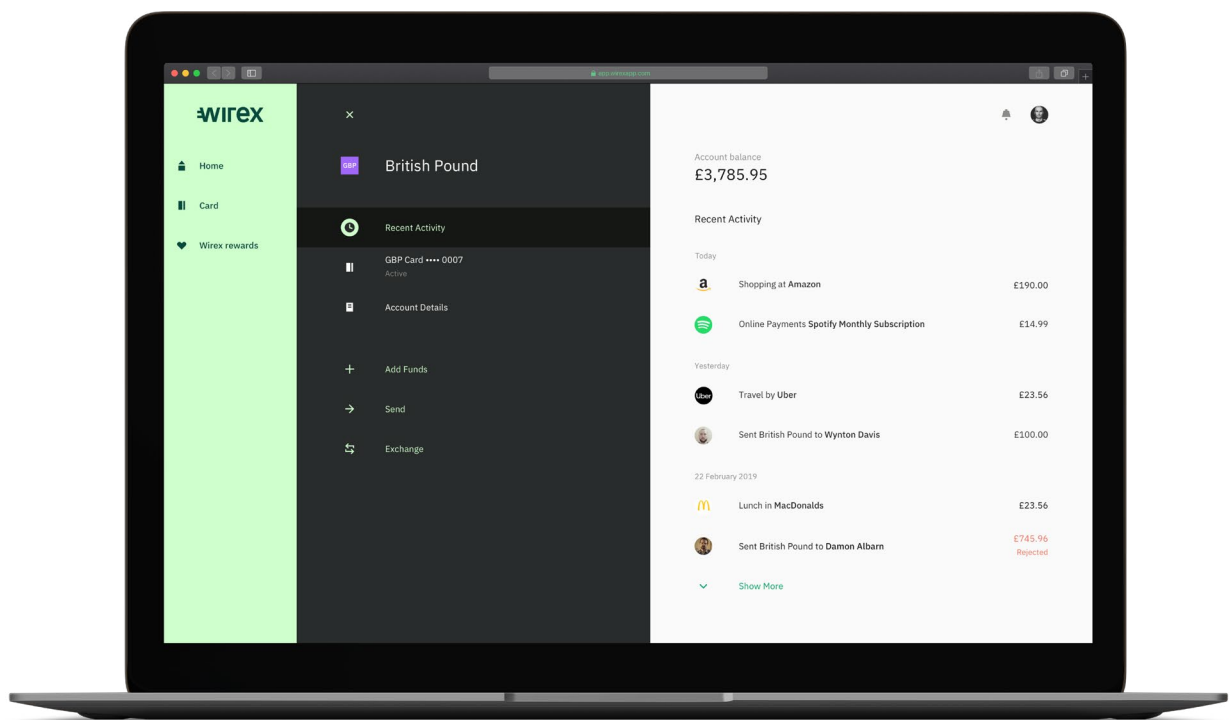 app.wirexapp.com
wirex
Home
Card
Wirex rewards
GBP
British Pound
Recent Activity
GBP Card •••• 0007
Active
Account Details
Add Funds
Send
Exchange
Account balance
£3,785.95
Recent Activity
Today
Shopping at Amazon £190.00
Online Payments Spotify Monthly Subscription £14.99
Yesterday
Uber
Travel by Uber £23.56
Sent British Pound to Wynton Davis £100.00
22 February 2019
Lunch in MacDonalds £23.56
Sent British Pound to Damon Albarn £745.96
Rejected
Show More